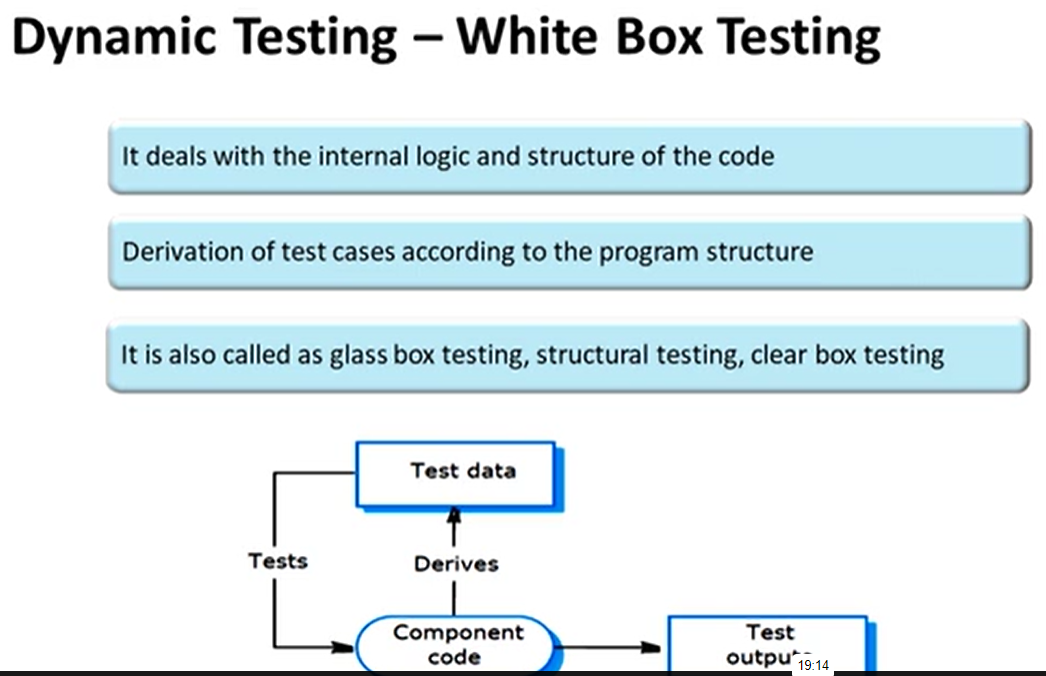 Dynamic Testing – White Box Testing
It deals with the internal logic and structure of the code
Derivation of test cases according to the program structure
It is also called as glass box testing, structural testing, clear box testing
Test data
Tests
Derives
Component
code
Test
outputs
19:14